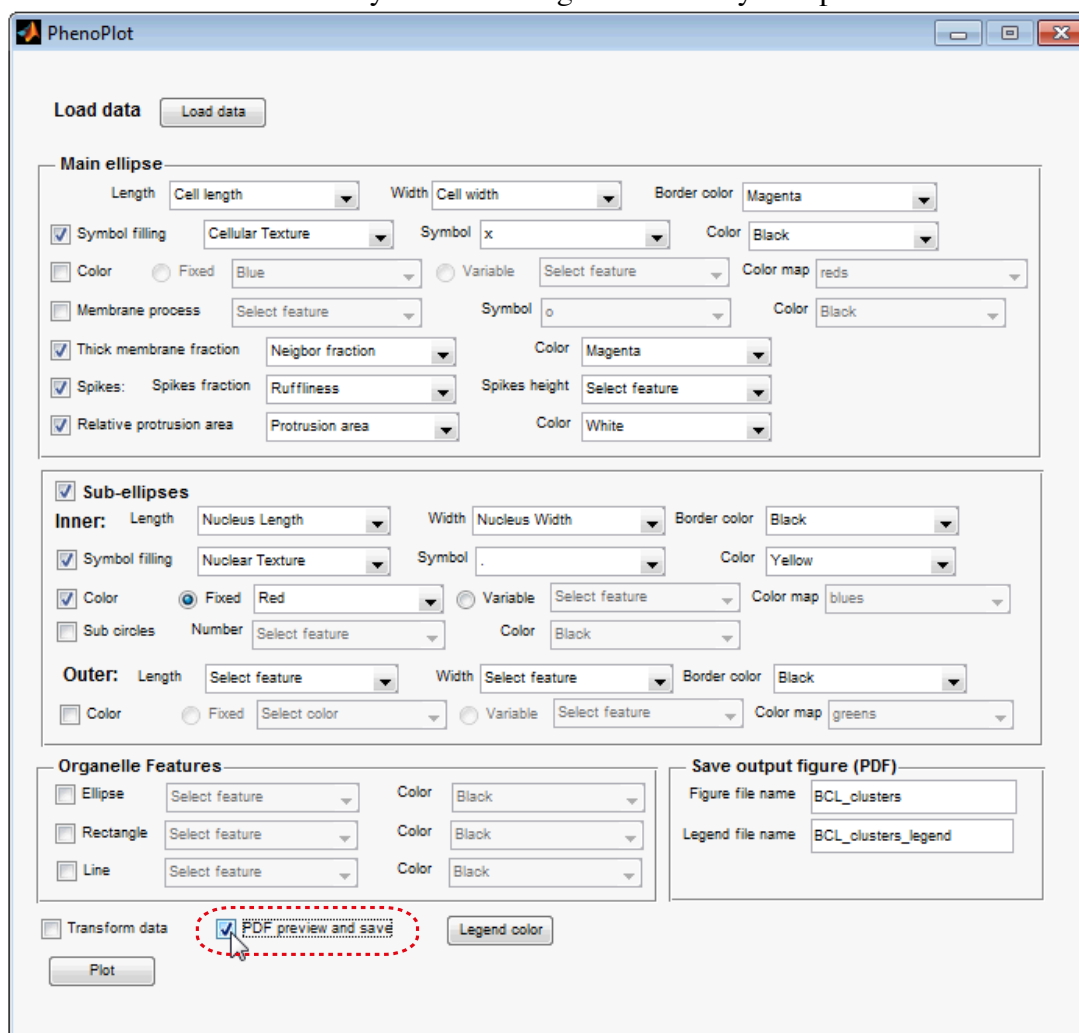 PhenoPlot
Load data Load data
Main ellipse
Length Cell length Width Cell width Border color Magenta
Symbol filling Cellular Texture Symbol x Color Black
Color Fixed Blue Variable Select feature Color map reds
Membrane process Select feature Symbol o Color Black
Thick membrane fraction Neigbor fraction Color Magenta
Spikes: Spikes fraction Ruffliness Spikes height Select feature
Relative protrusion area Protrusion area Color White
Sub-ellipses
Inner: Length Nucleus Length Width Nucleus Width Border color Black
Symbol filling Nuclear Texture Symbol . Color Yellow
Color Fixed Red Variable Select feature Color map blues
Sub circles Number Select feature Color Black
Outer: Length Select feature Width Select feature Border color Black
Color Fixed Select color Variable Select feature Color map greens
Organelle Features Save output figure (PDF)
Ellipse Select feature Color Black Figure file name BCL_clusters
Rectangle Select feature Color Black Legend file name BCL_clusters_legend
Line Select feature Color Black
Transform data PDF preview and save Legend color
Plot